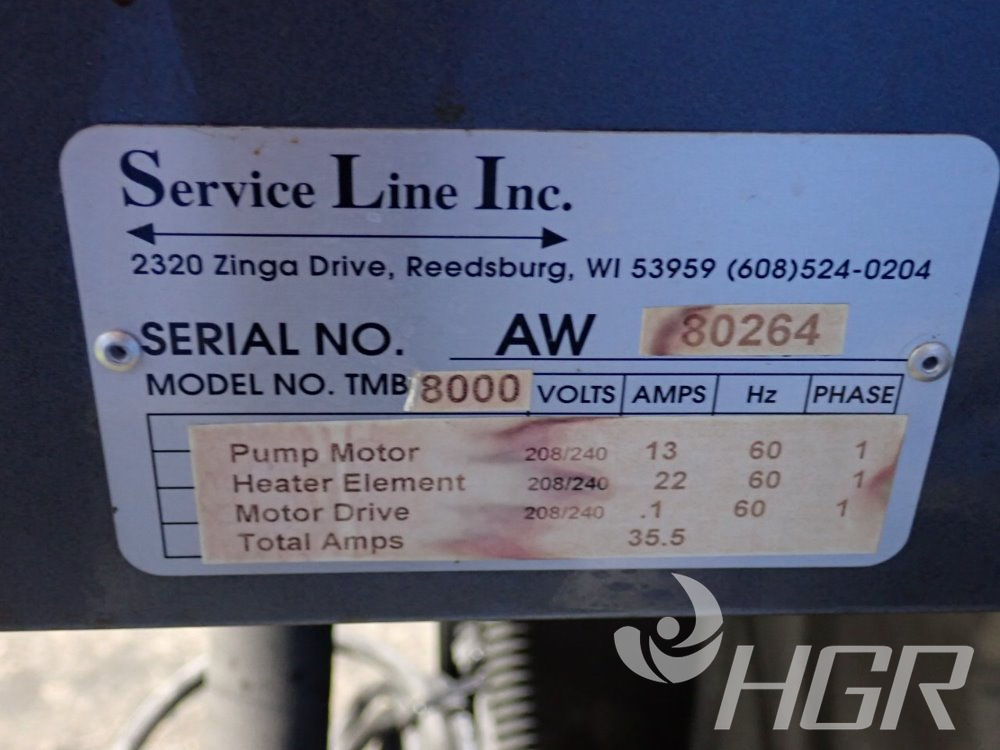 Service Line Inc.
2320 Zinga Drive, Reedsburg, WI 53959 (608)524-0204
SERIAL NO. AW 80264
MODEL NO. TMB 8000 VOLTS AMPS Hz PHASE
Pump Motor 208/240 13 60 1
Heater Element 208/240 22 60 1
Motor Drive 208/240 .1 60 1
Total Amps 35.5
HGR